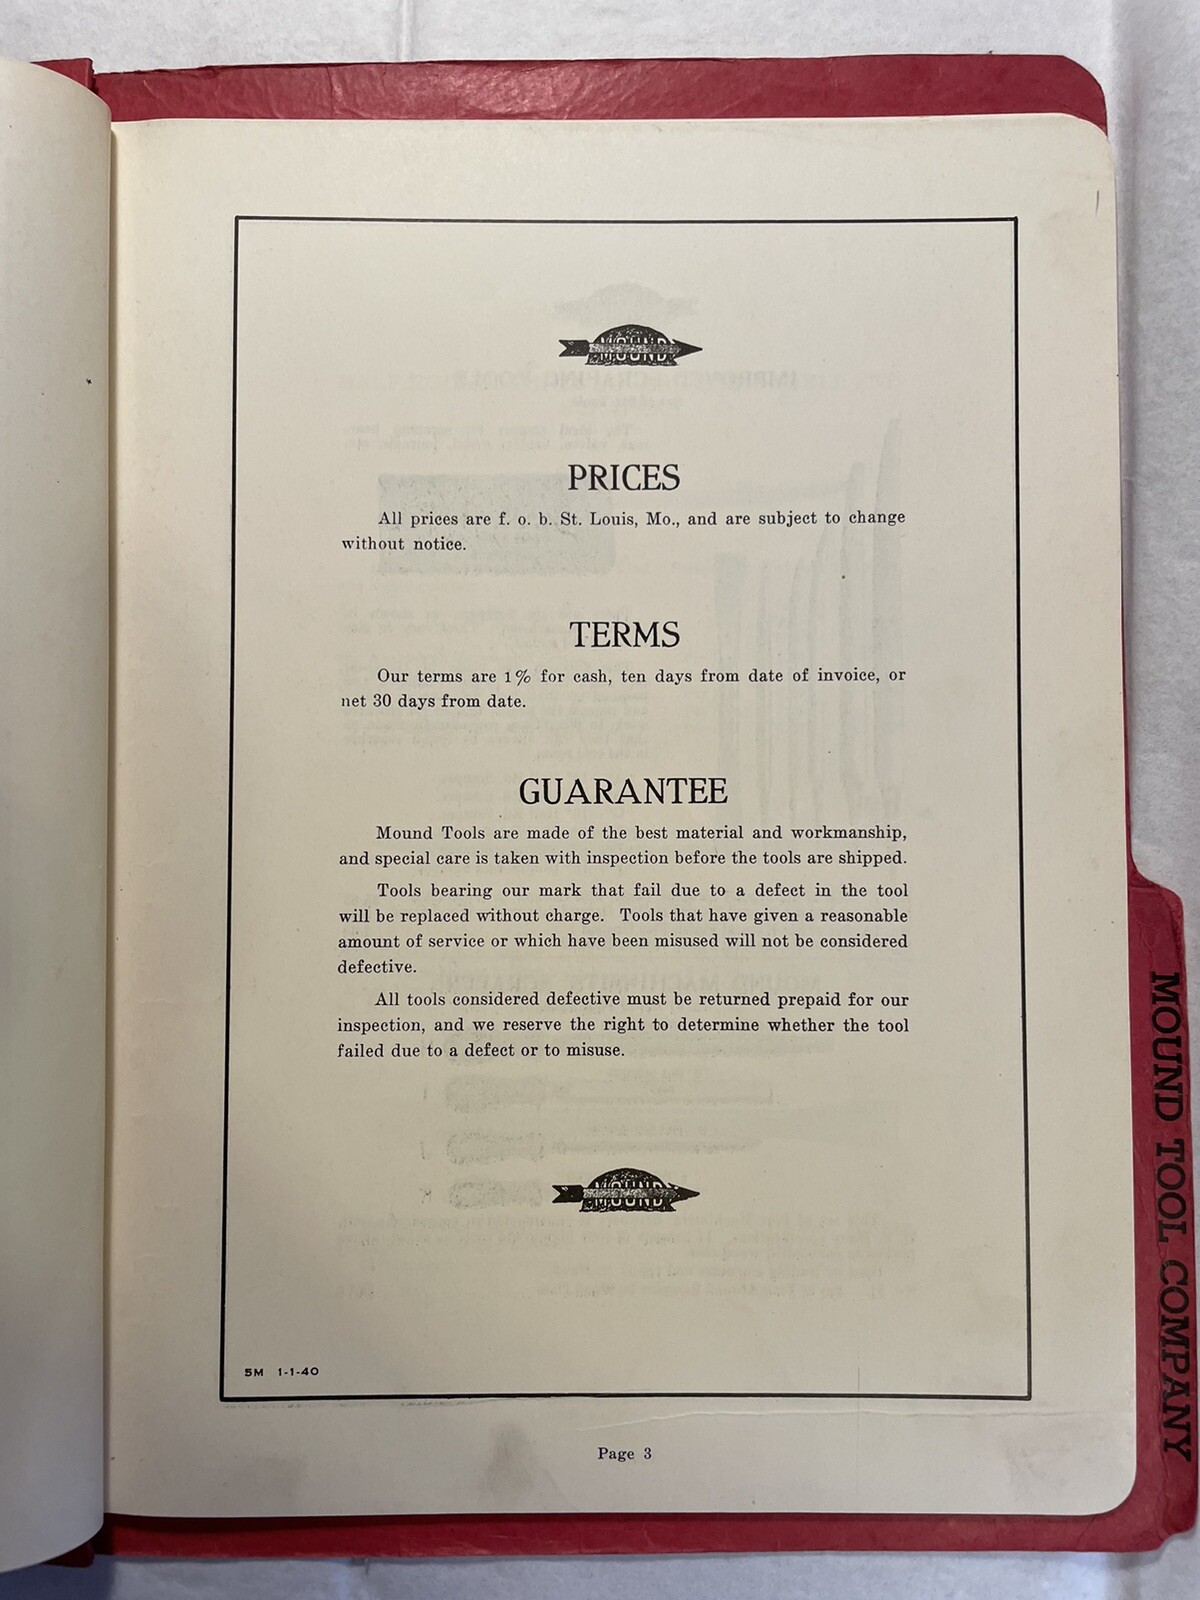 MOUND
PRICES
All prices are f. o. b. St. Louis, Mo., and are subject to change
without notice.
TERMS
Our terms are 1% for cash, ten days from date of invoice, or
net 30 days from date.
GUARANTEE
Mound Tools are made of the best material and workmanship,
and special care is taken with inspection before the tools are shipped.
Tools bearing our mark that fail due to a defect in the tool
will be replaced without charge. Tools that have given a reasonable
amount of service or which have been misused will not be considered
defective.
All tools considered defective must be returned prepaid for our
inspection, and we reserve the right to determine whether the tool
failed due to a defect or to misuse.
MOUND
5M 1-1-40
Page 3
MOUND TOOL COMPANY